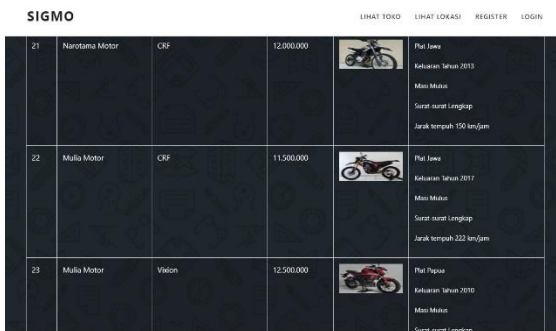 SIGMO
LIHAT TOKO LIHAT LOKASI REGISTER LOGIN
21 Narotama Motor CRF 12.000.000 Plat Jawa
Keluaran Tahun 2013
Masi Mulus
Surat-surat Lengkap
Jarak tempuh 150 km/jam
22 Mulia Motor CRF 11.500.000 Plat Jawa
Keluaran Tahun 2017
Masi Mulus
Surat-surat Lengkap
Jarak tempuh 222 km/jam
23 Mulia Motor Vixion 12.500.000 Plat Papua
Keluaran Tahun 2010
Masi Mulus
Surat-surat Lengkap